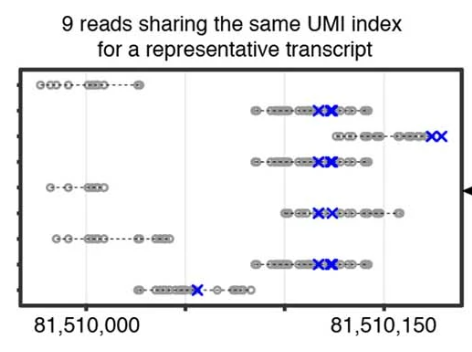 9 reads sharing the same UMI index
for a representative transcript
81,510,000 81,510,150